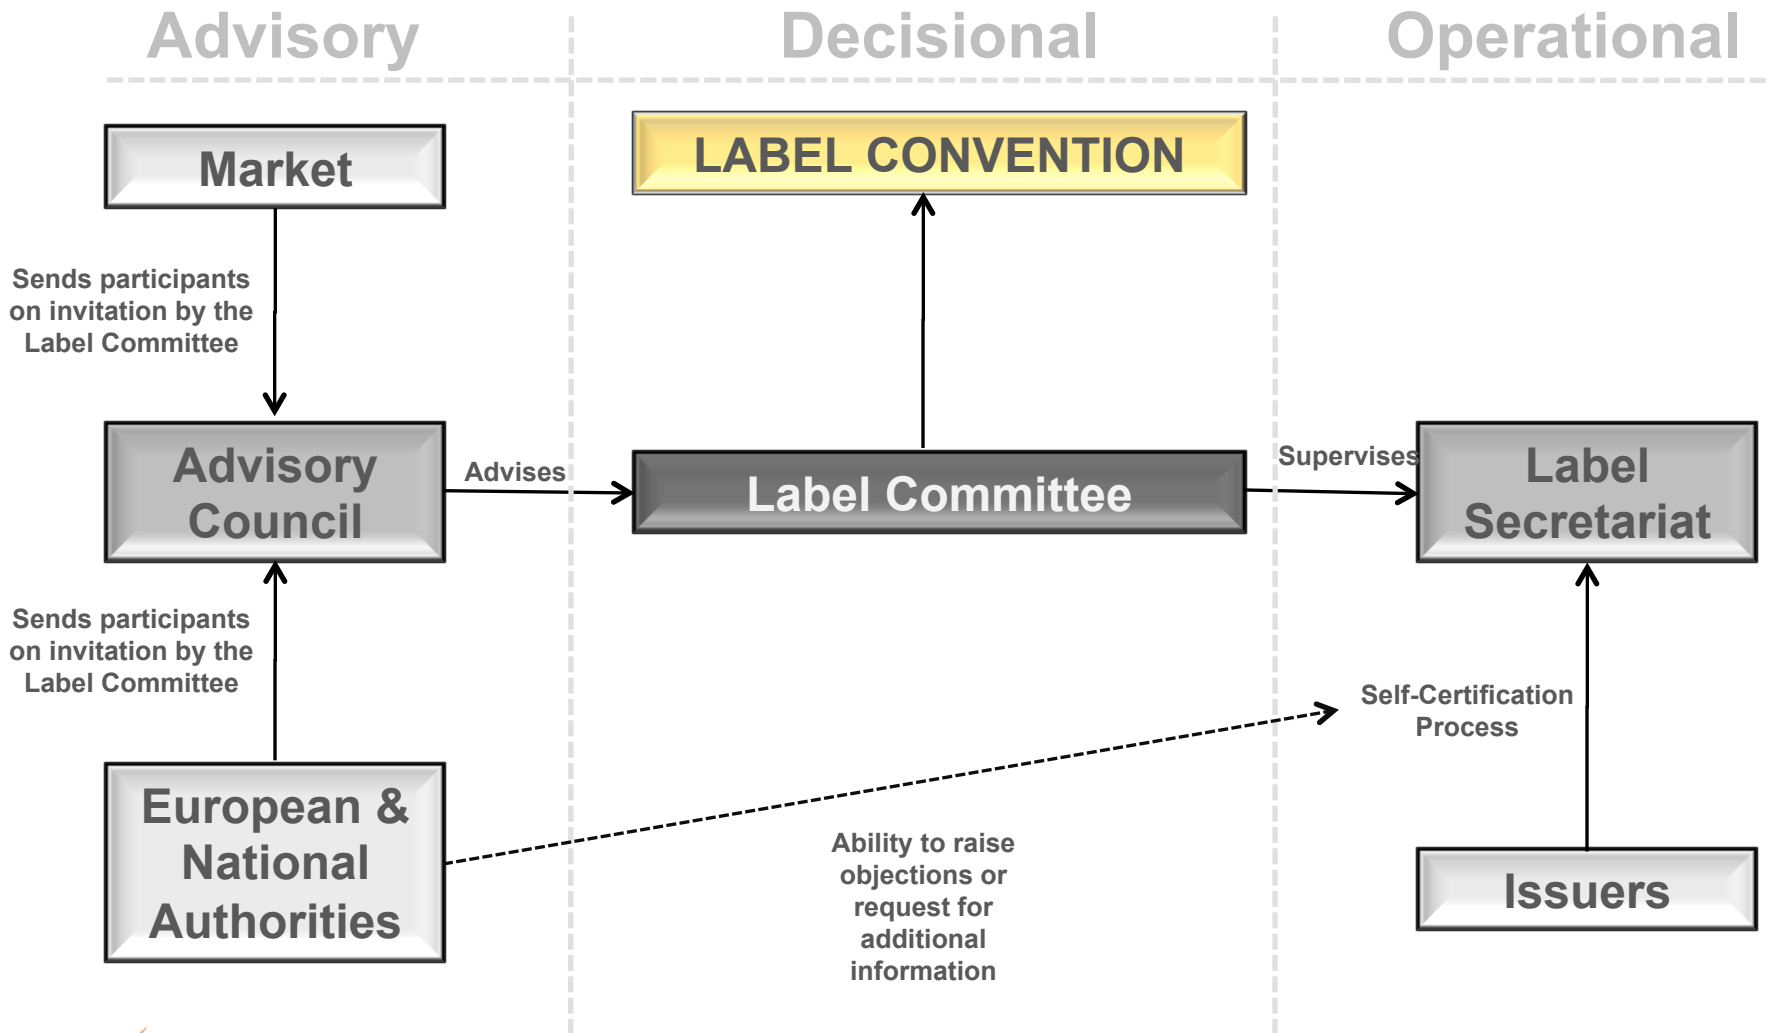 Advisory
Decisional
Operational
Market
LABEL CONVENTION
Sends participants
on invitation by the
Label Committee
Advisory
Council
Advises
Label Committee
Supervises
Label
Secretariat
Sends participants
on invitation by the
Label Committee
Self-Certification
Process
European &
National
Authorities
Ability to raise
objections or
request for
additional
information
Issuers